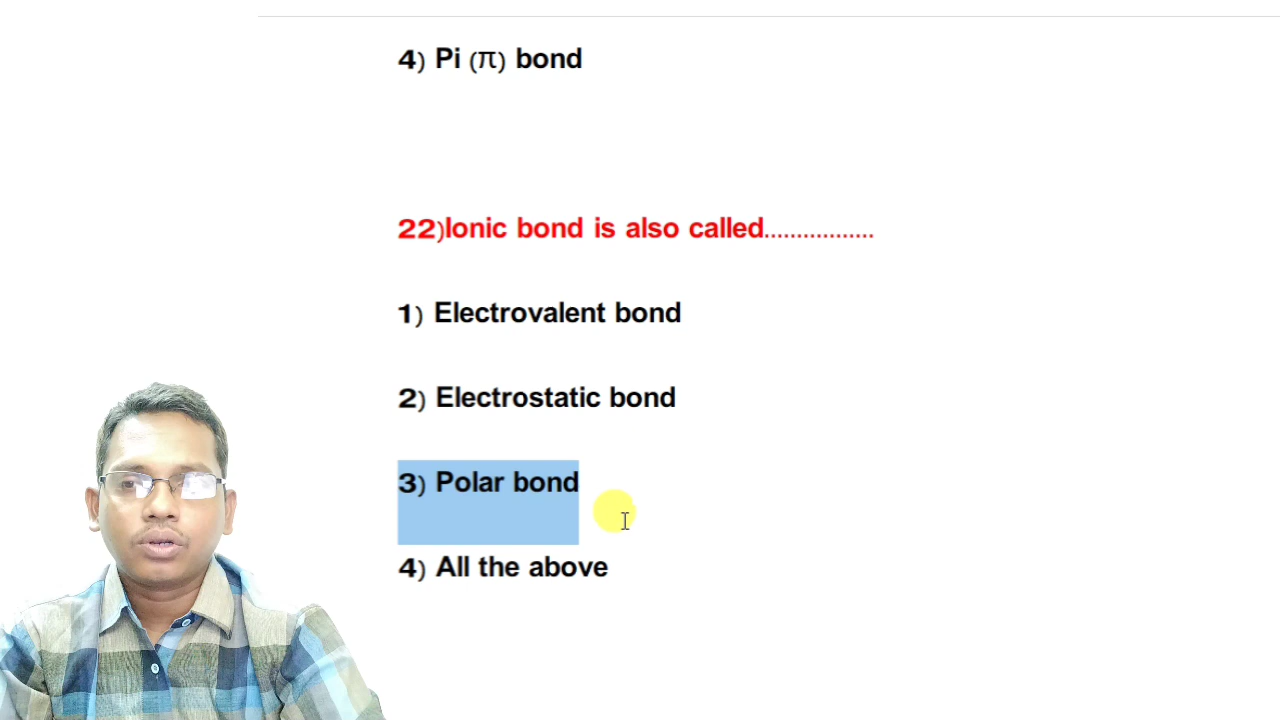 4) Pi (π) bond
22)Ionic bond is also called.................
1) Electrovalent bond
2) Electrostatic bond
3) Polar bond
4) All the above